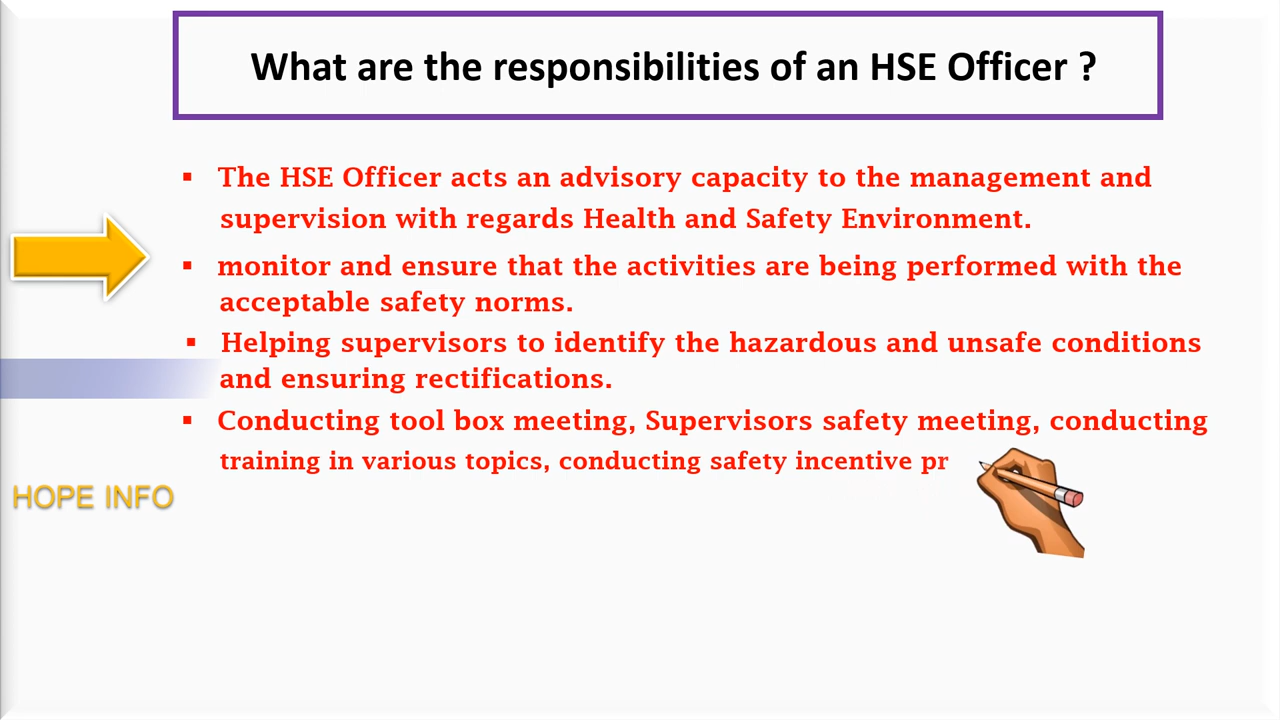 What are the responsibilities of an HSE Officer ?
▪ The HSE Officer acts an advisory capacity to the management and
supervision with regards Health and Safety Environment.
▪ monitor and ensure that the activities are being performed with the
acceptable safety norms.
▪ Helping supervisors to identify the hazardous and unsafe conditions
and ensuring rectifications.
▪ Conducting tool box meeting, Supervisors safety meeting, conducting
training in various topics, conducting safety incentive pr
HOPE INFO